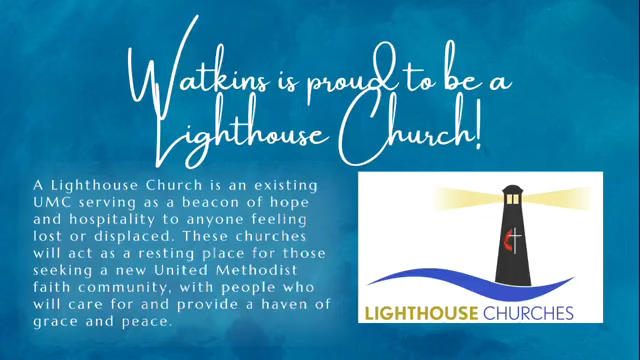 Watkins is proud to be a
Lighthouse Church!
A Lighthouse Church is an existing
UMC serving as a beacon of hope
and hospitality to anyone feeling
lost or displaced. These churches
will act as a resting place for those
seeking a new United Methodist
faith community, with people who
will care for and provide a haven of
grace and peace.
LIGHTHOUSE CHURCHES